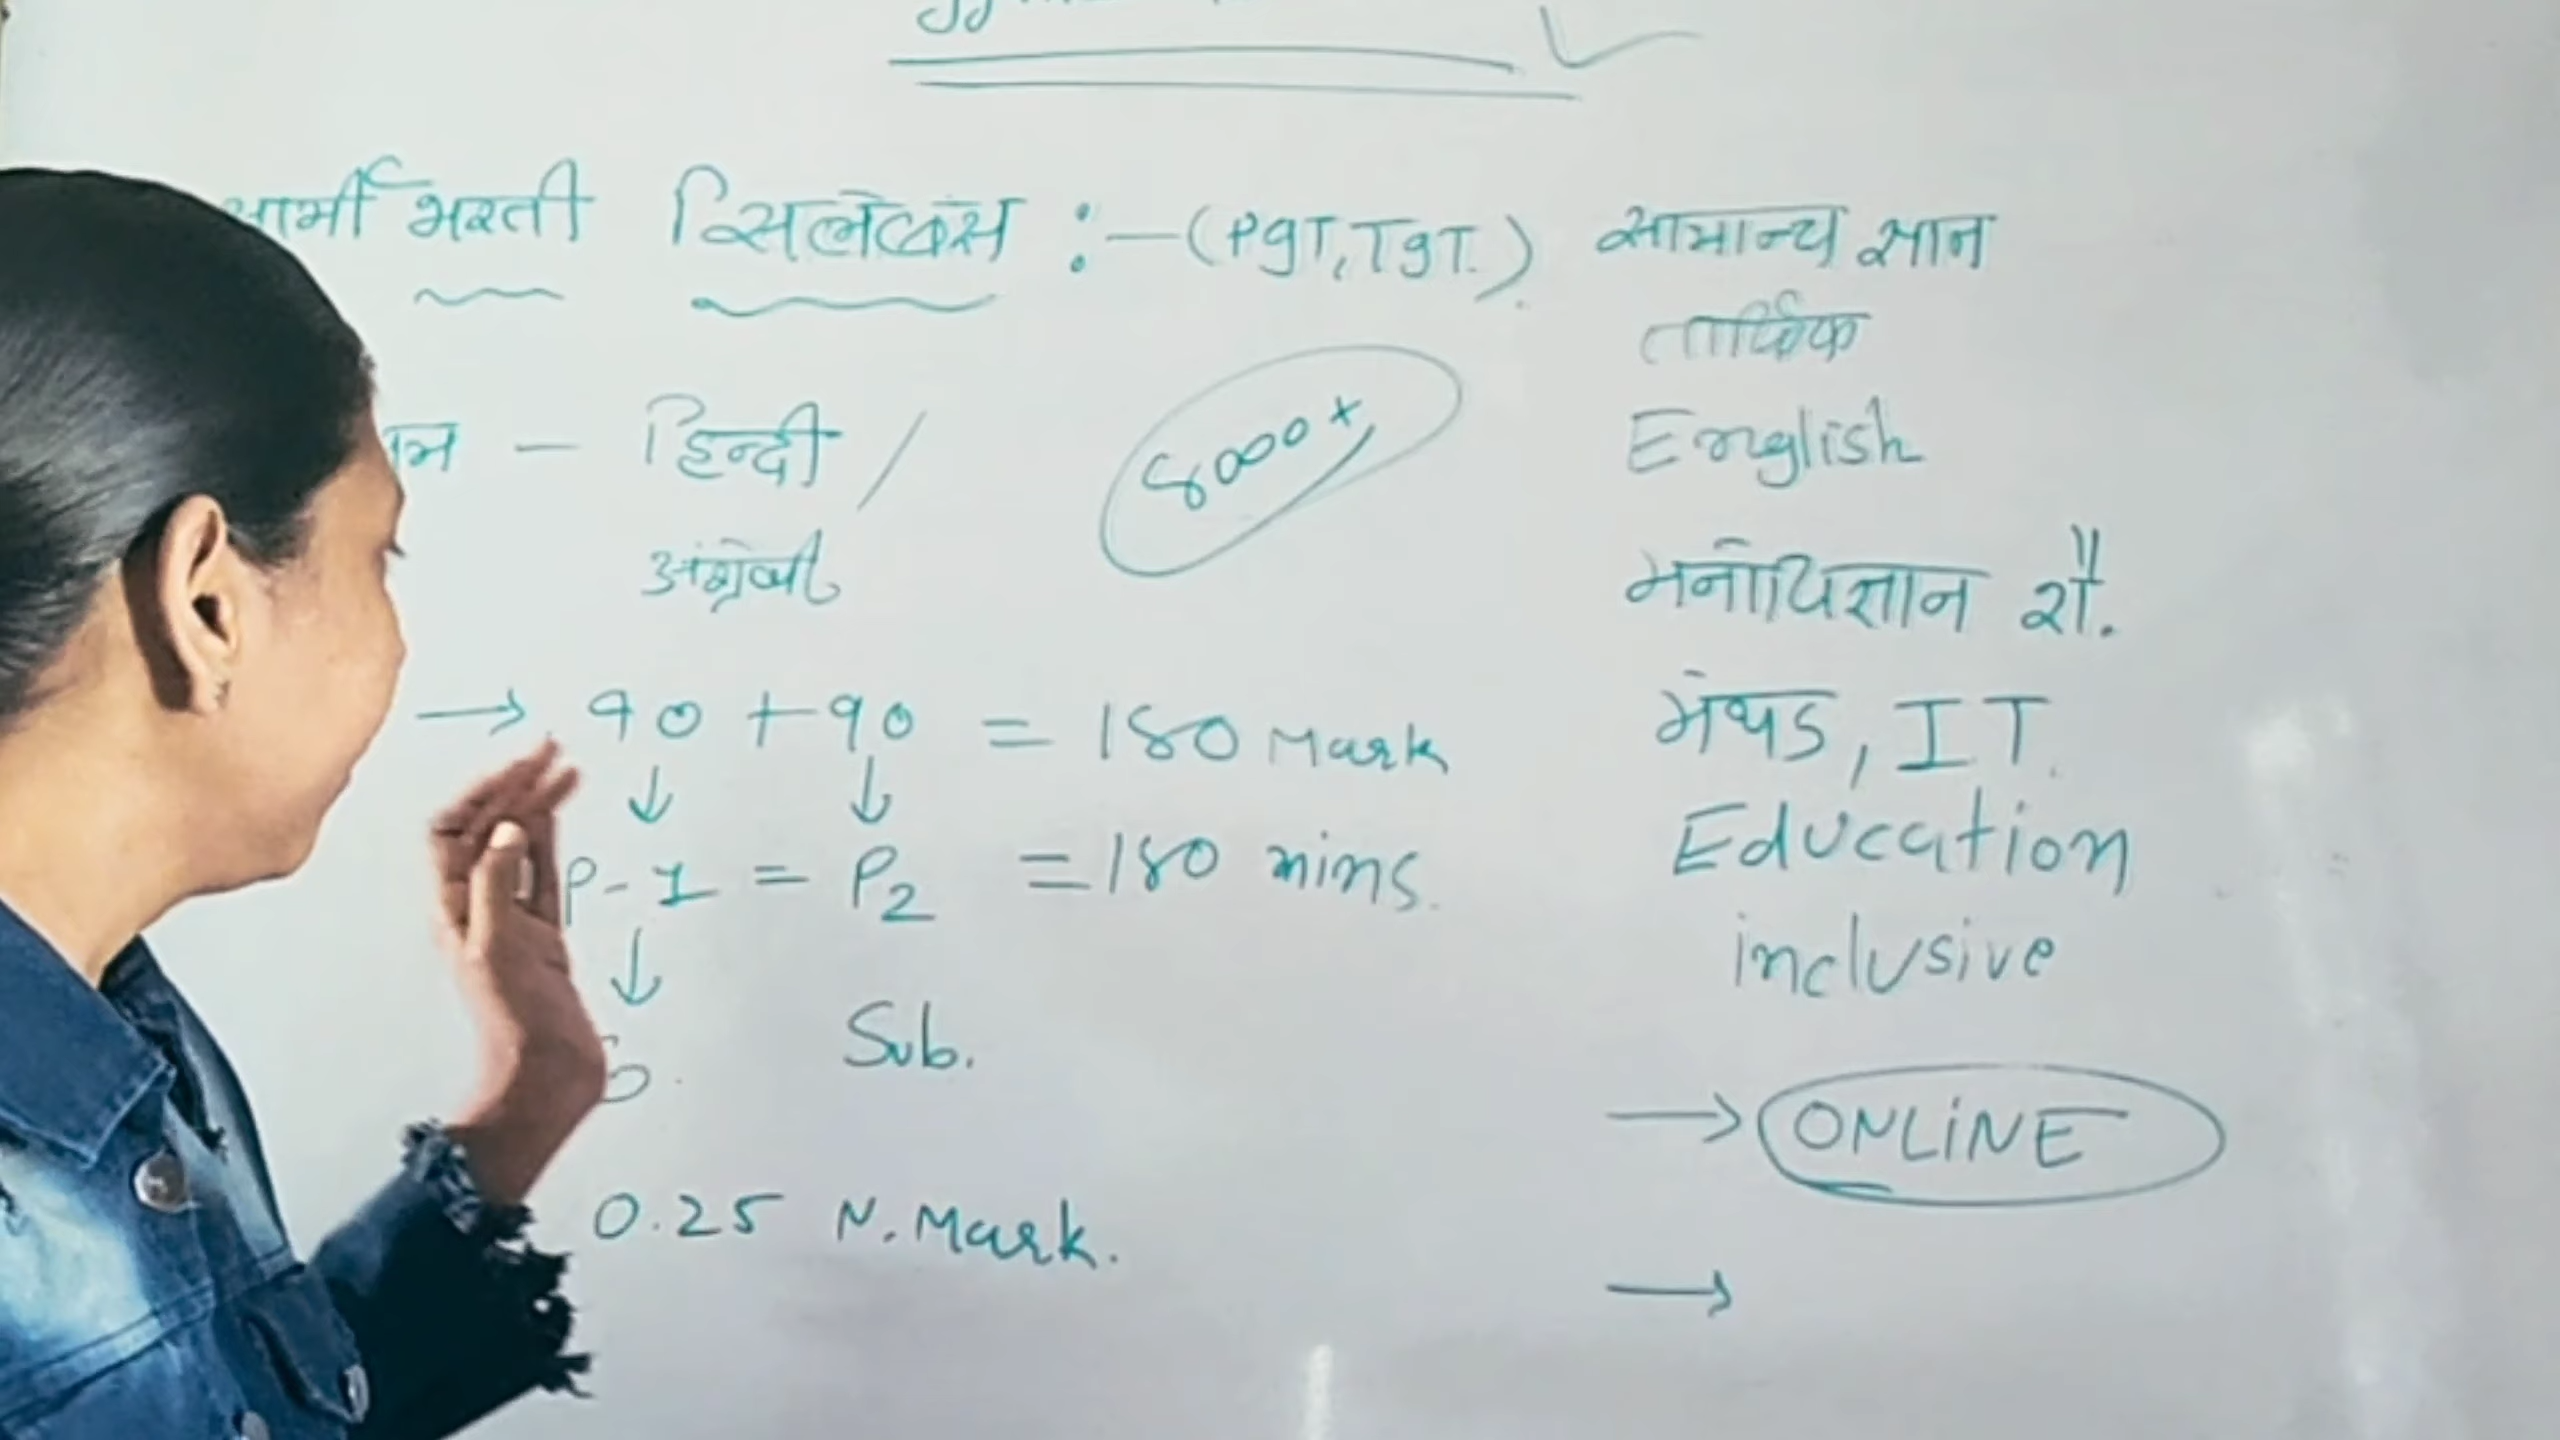 आर्मी भरती सिलेबस :- (PGT, TGT.)
हिन्दी /
अंग्रेजी
8000+
→ 90 + 90 = 180 Mark
↓ ↓
P-1 = P2 = 180 mins.
↓
Sub.
0.25 N. Mark.
सामान्य ज्ञान
तार्किक
English
मनोविज्ञान शै.
मेथड, IT.
Education
inclusive
→ ONLiNE
→